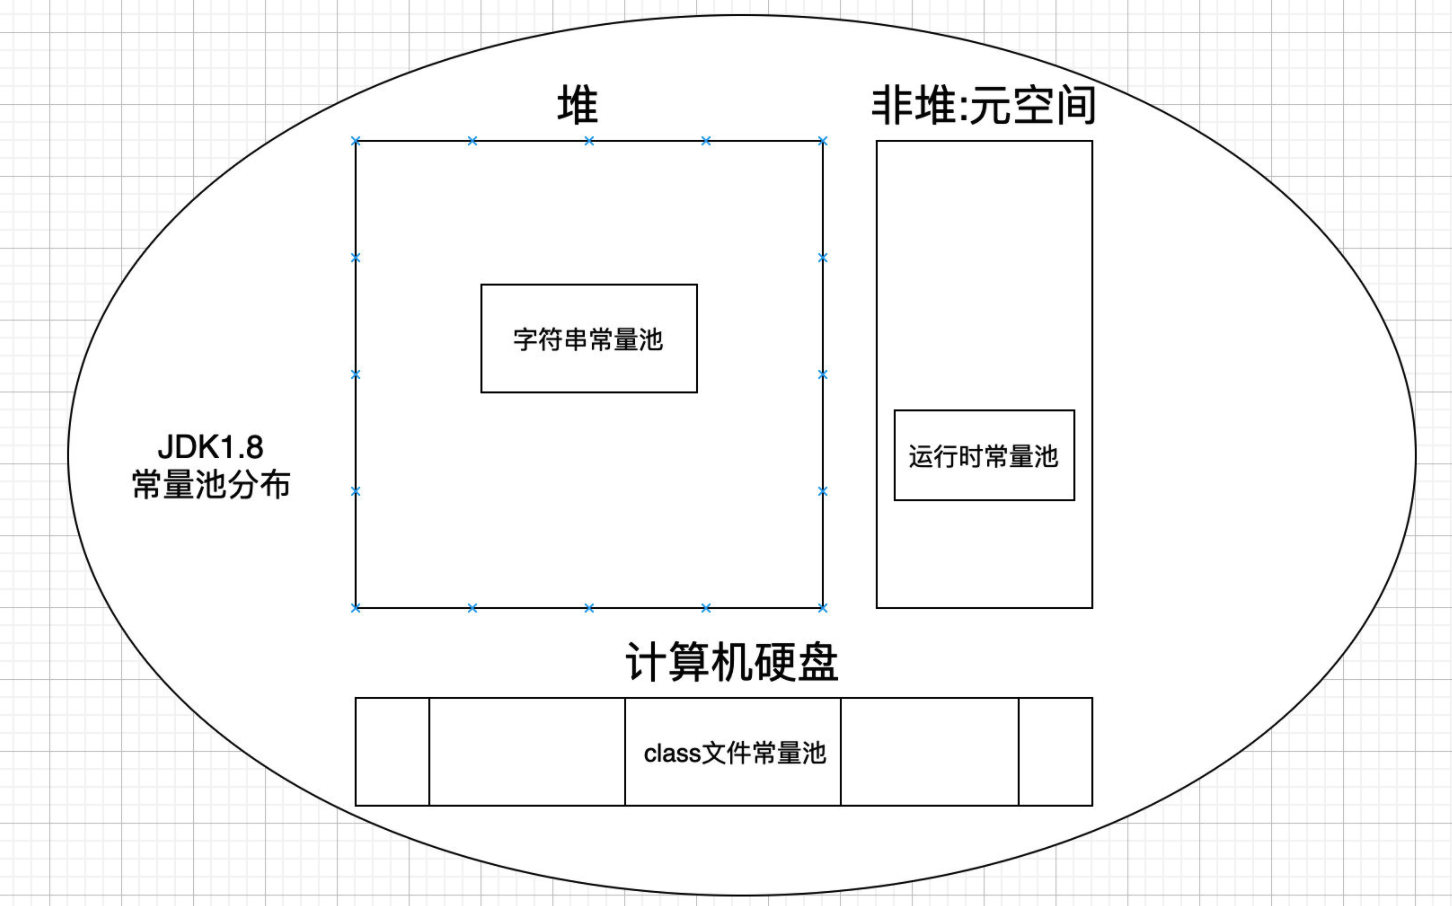 堆
非堆:元空间
字符串常量池
JDK1.8
常量池分布
运行时常量池
计算机硬盘
class文件常量池